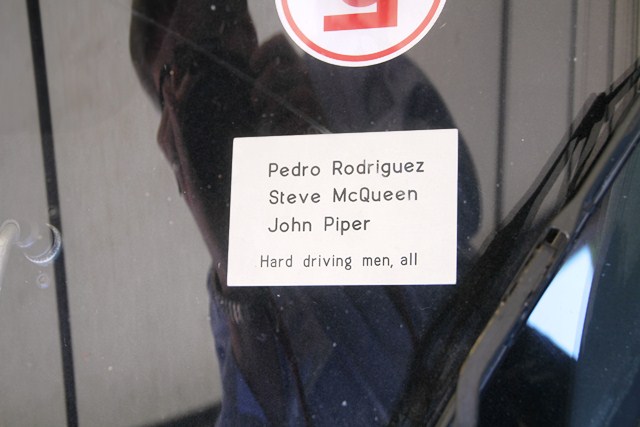 Pedro Rodriguez
Steve McQueen
John Piper
Hard driving men, all